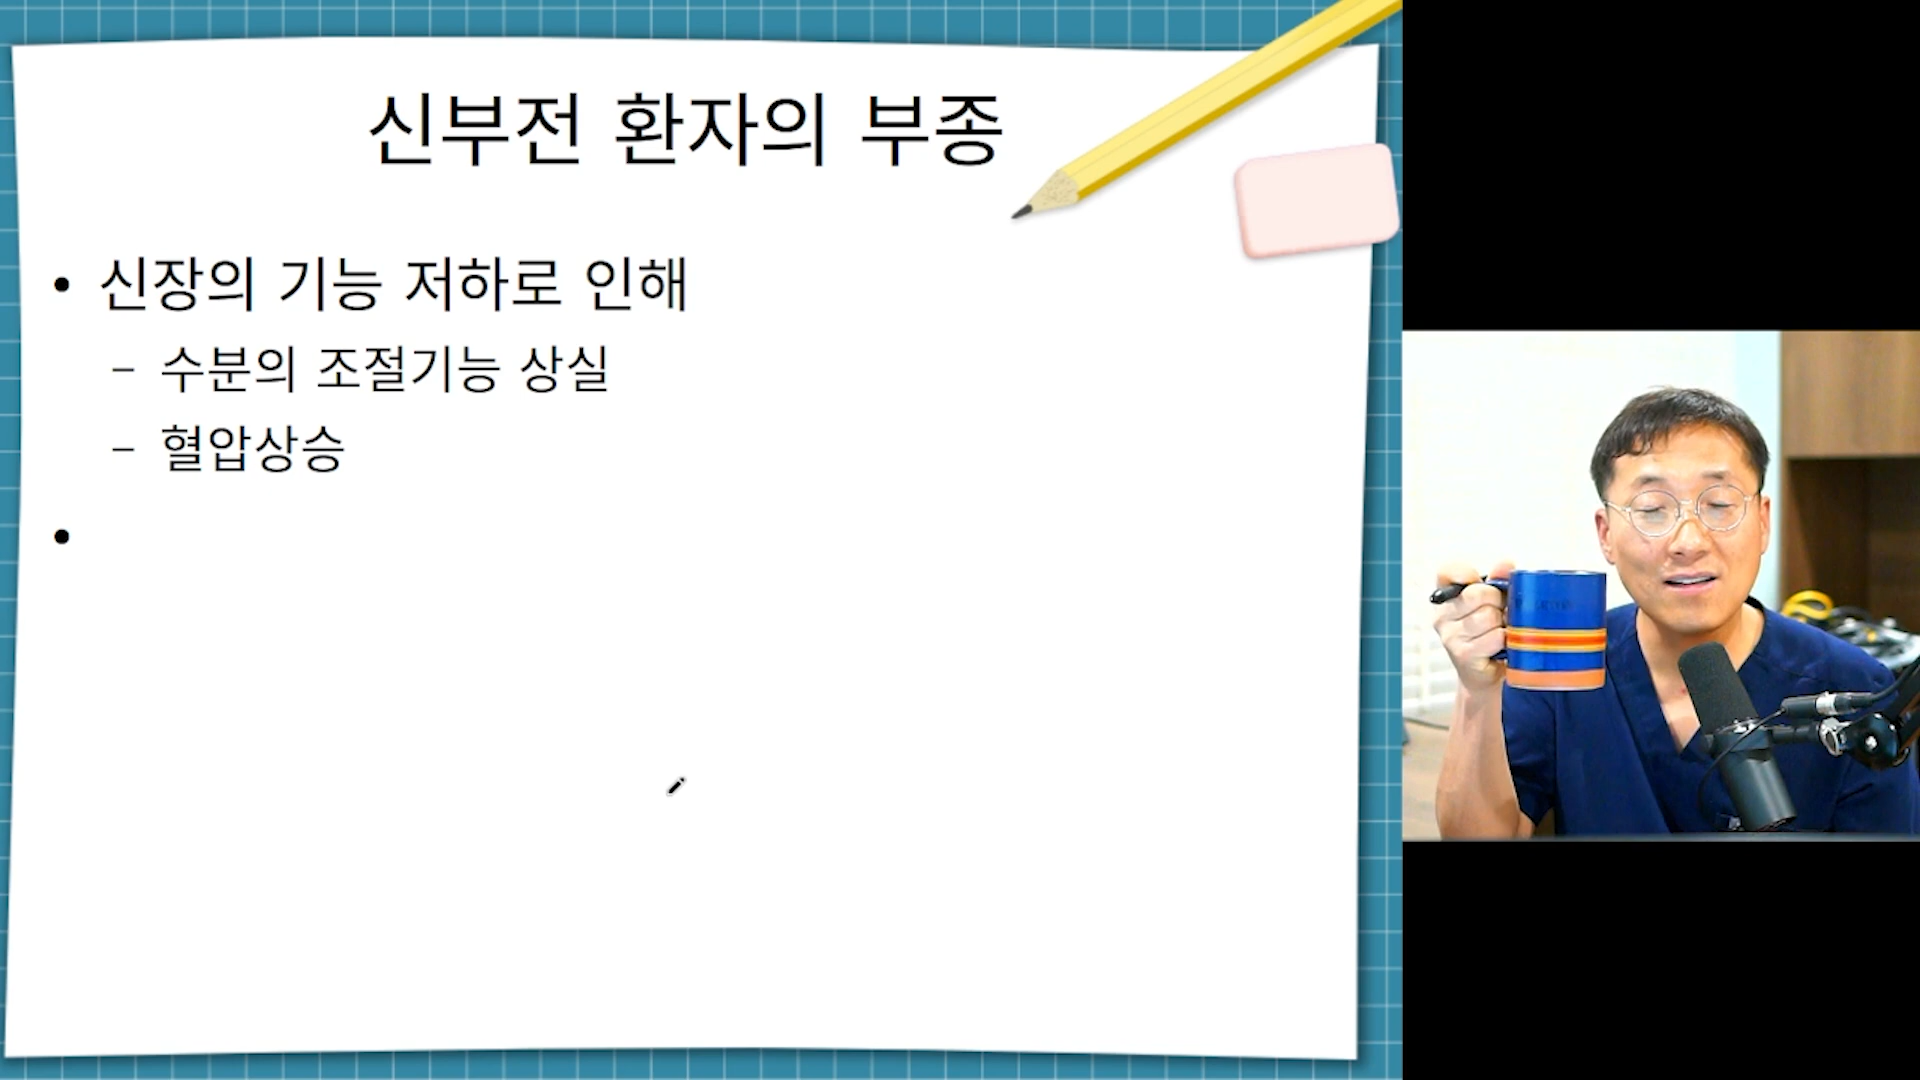 신부전 환자의 부종
• 신장의 기능 저하로 인해
– 수분의 조절기능 상실
– 혈압상승
•